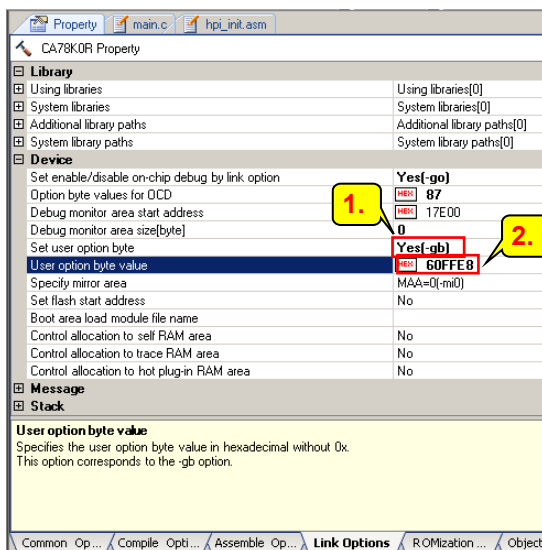 Property main.c hpi_init.asm
CA78K0R Property
Library
Using libraries Using libraries[0]
System libraries System libraries[0]
Additional library paths Additional library paths[0]
System library paths System library paths[0]
Device
Set enable/disable on-chip debug by link option Yes(-go)
Option byte values for OCD HEX 87
Debug monitor area start address HEX 17E00
Debug monitor area size[byte] 0
1.
Set user option byte Yes(-gb)
2.
User option byte value HEX 60FFE8
Specify mirror area MAA=0(-mi0)
Set flash start address No
Boot area load module file name
Control allocation to self RAM area No
Control allocation to trace RAM area No
Control allocation to hot plug-in RAM area No
Message
Stack
User option byte value
Specifies the user option byte value in hexadecimal without 0x.
This option corresponds to the -gb option.
Common Op... Compile Opti... Assemble Op... Link Options ROMization ... Object